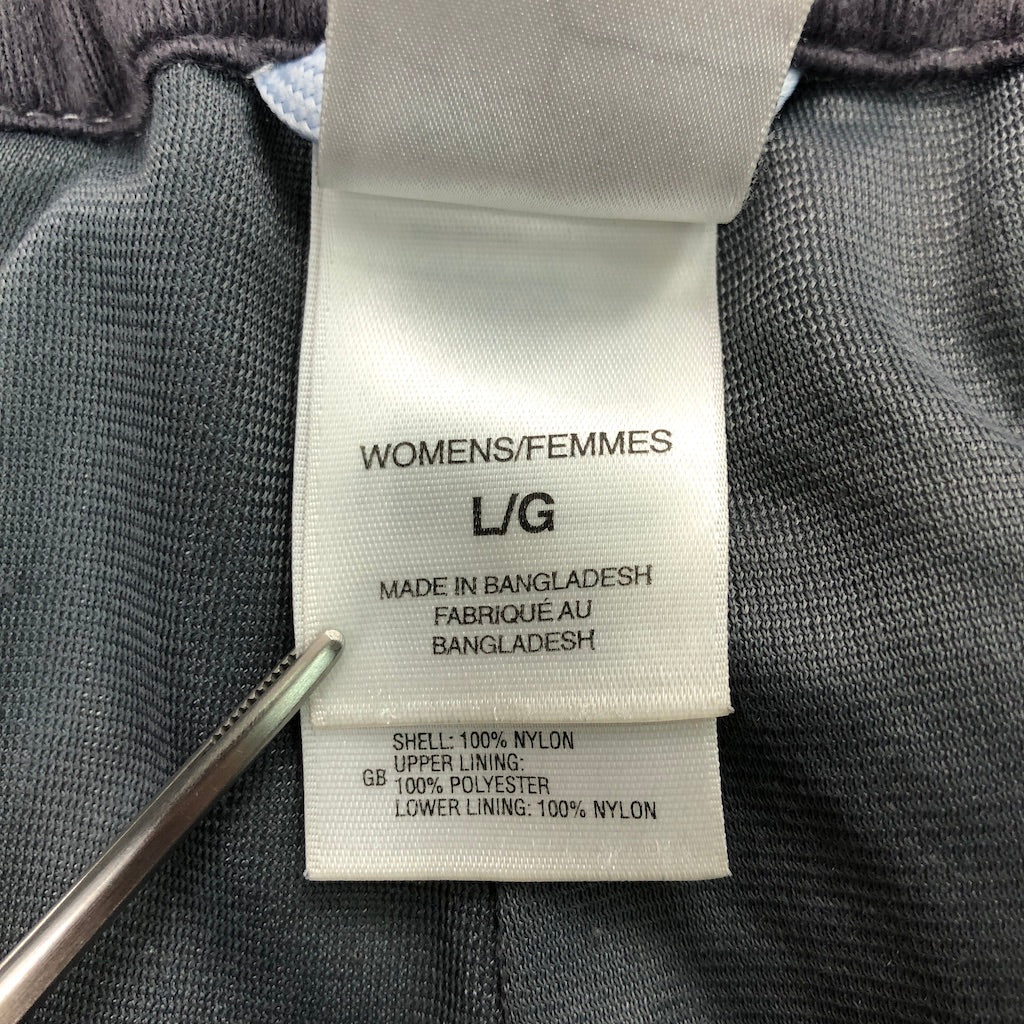 WOMENS/FEMMES
L/G
MADE IN BANGLADESH
FABRIQUÉ AU
BANGLADESH
SHELL: 100% NYLON
UPPER LINING:
GB 100% POLYESTER
LOWER LINING: 100% NYLON